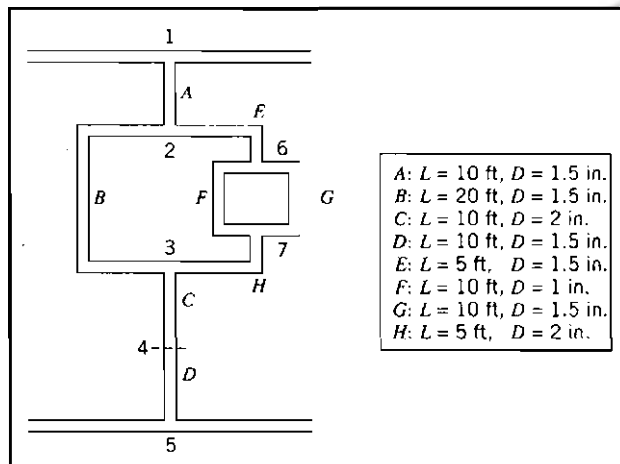 1
A
E
2
6
B
F
G
3
7
C
H
4
D
5
A: L = 10 ft, D = 1.5 in.
B: L = 20 ft, D = 1.5 in.
C: L = 10 ft, D = 2 in.
D: L = 10 ft, D = 1.5 in.
E: L = 5 ft, D = 1.5 in.
F: L = 10 ft, D = 1 in.
G: L = 10 ft, D = 1.5 in.
H: L = 5 ft, D = 2 in.